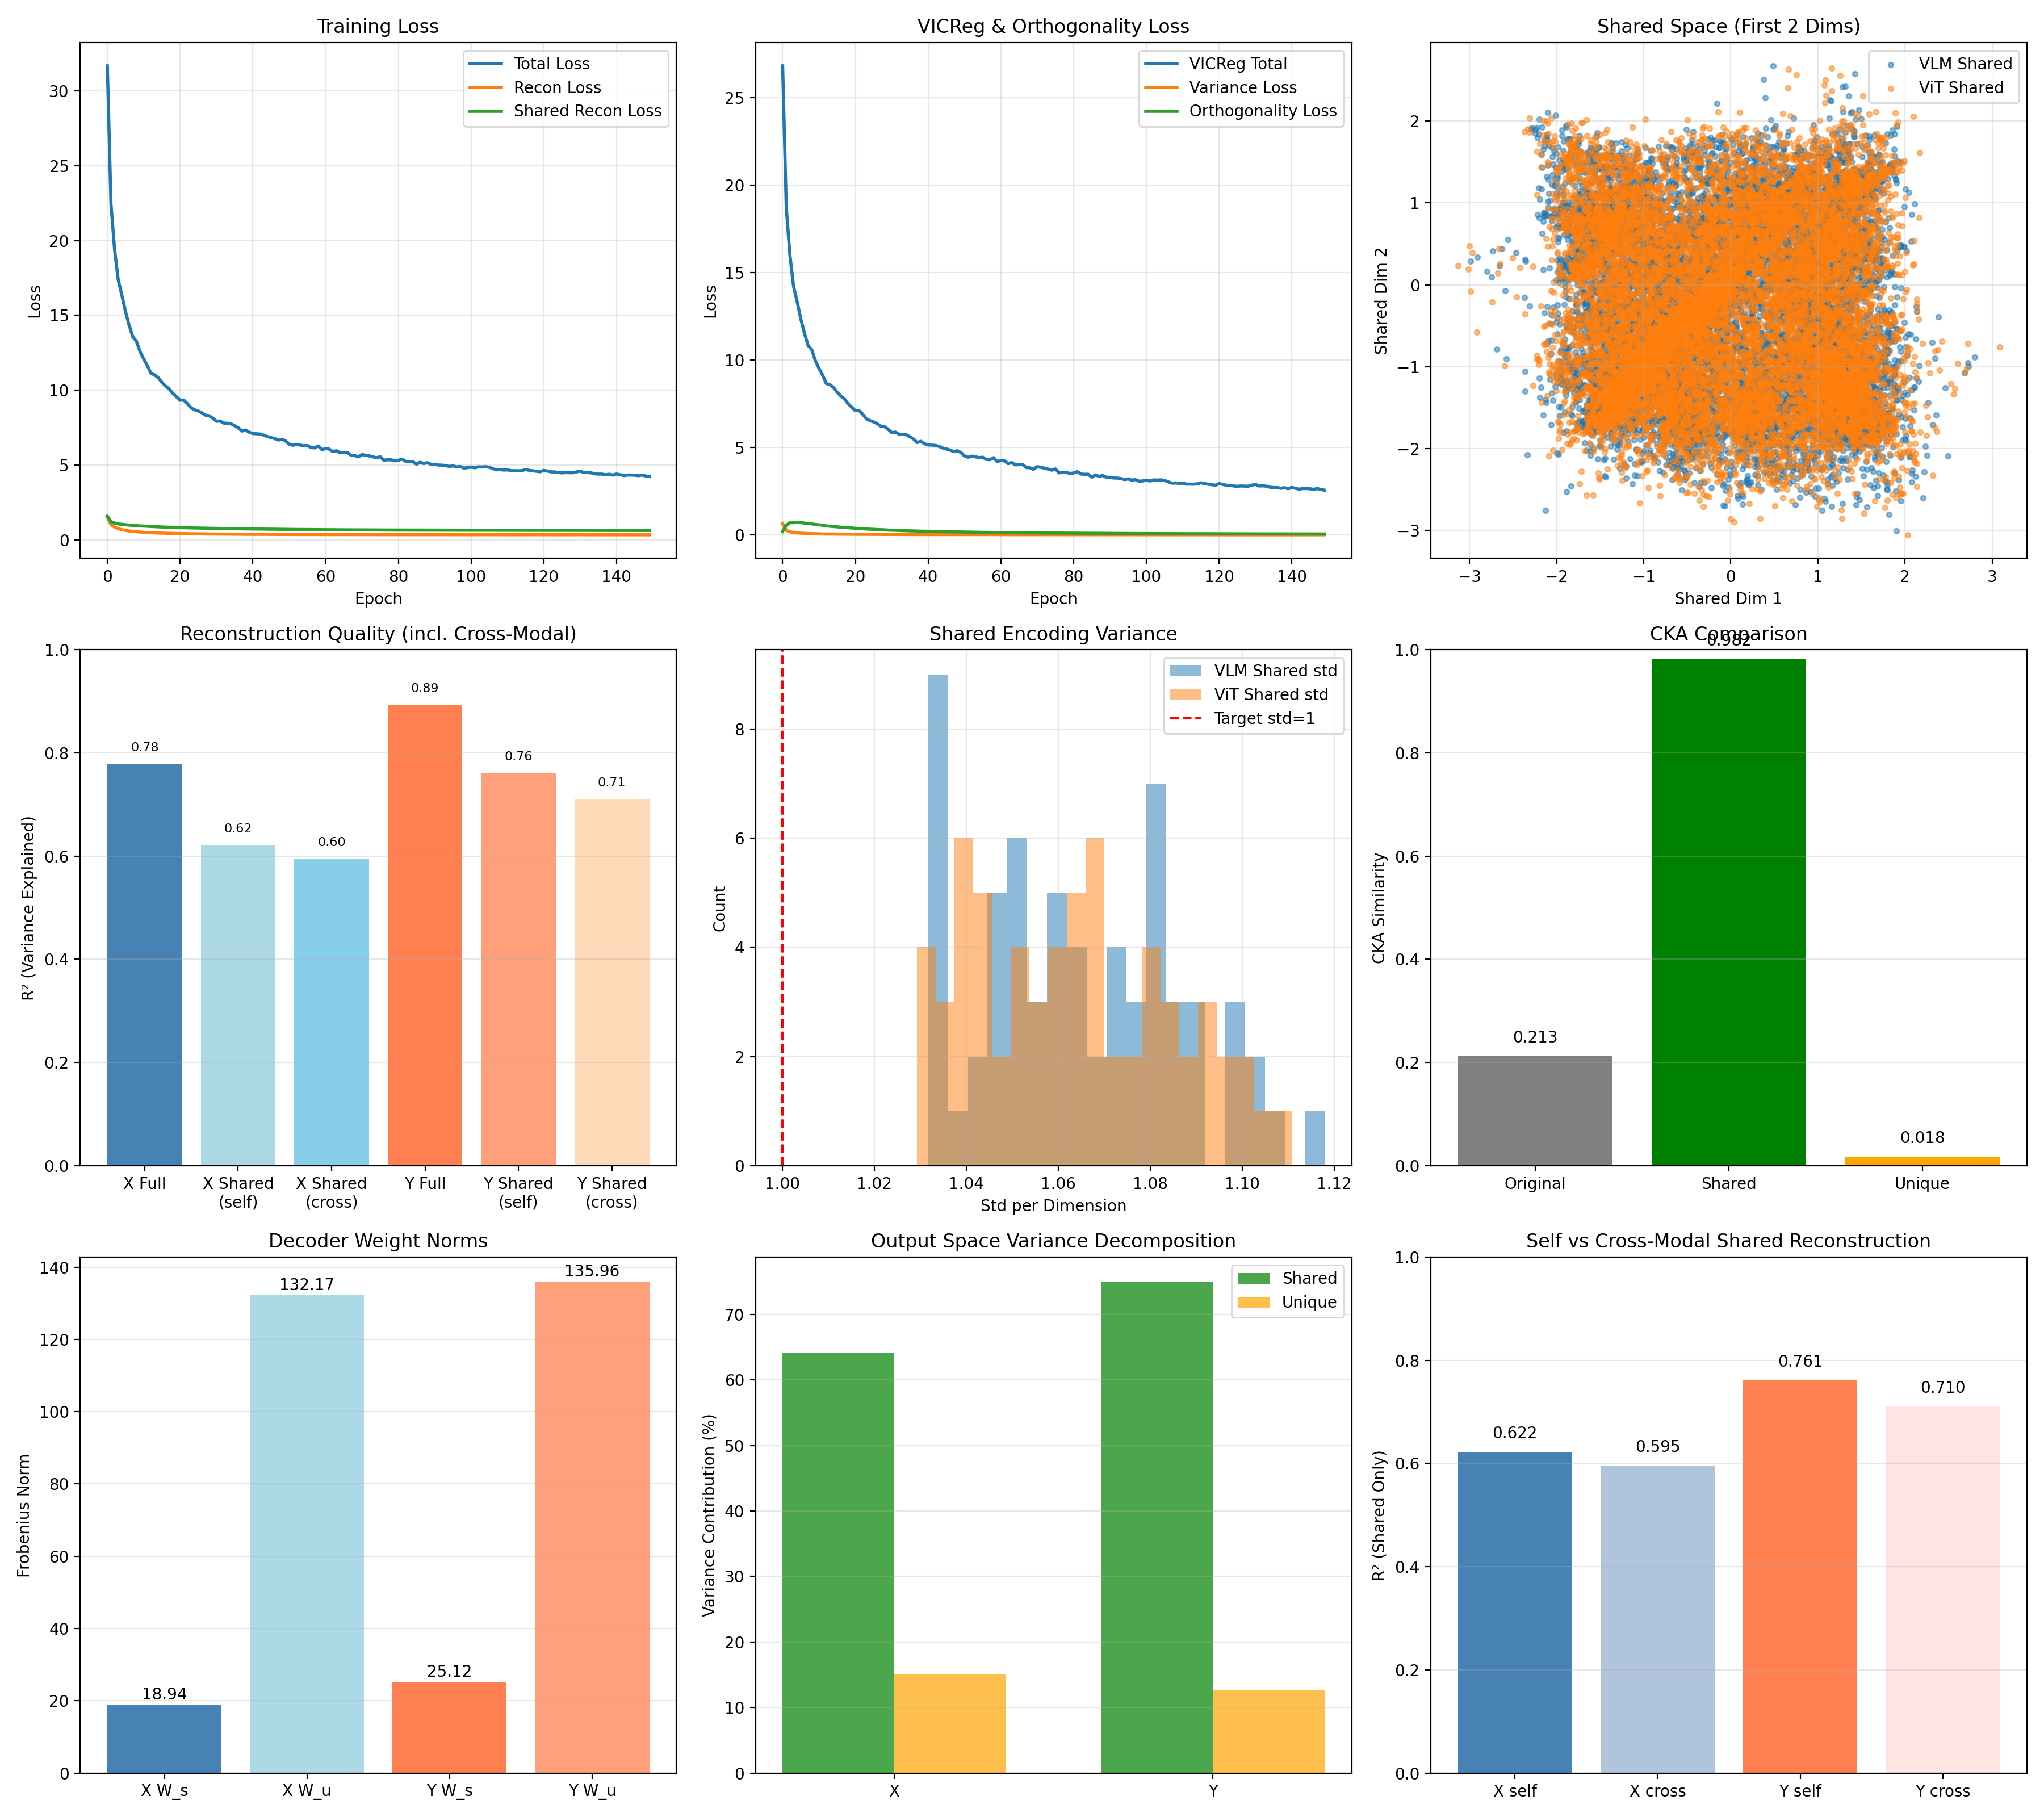 Training Loss
Total Loss
Recon Loss
Shared Recon Loss
30
25
20
15
10
5
0
Loss
0 20 40 60 80 100 120 140
Epoch
VICReg & Orthogonality Loss
VICReg Total
Variance Loss
Orthogonality Loss
25
20
15
10
5
0
Loss
0 20 40 60 80 100 120 140
Epoch
Shared Space (First 2 Dims)
VLM Shared
ViT Shared
2
1
0
−1
−2
−3
Shared Dim 2
−3 −2 −1 0 1 2 3
Shared Dim 1
Reconstruction Quality (incl. Cross-Modal)
1.0
0.8
0.6
0.4
0.2
0.0
R² (Variance Explained)
0.78
0.62
0.60
0.89
0.76
0.71
X Full X Shared (self) X Shared (cross) Y Full Y Shared (self) Y Shared (cross)
Shared Encoding Variance
VLM Shared std
ViT Shared std
Target std=1
8
6
4
2
0
Count
1.00 1.02 1.04 1.06 1.08 1.10 1.12
Std per Dimension
CKA Comparison
0.982
1.0
0.8
0.6
0.4
0.2
0.0
CKA Similarity
0.213
0.018
Original Shared Unique
Decoder Weight Norms
140
120
100
80
60
40
20
0
Frobenius Norm
18.94
132.17
25.12
135.96
X W_s X W_u Y W_s Y W_u
Output Space Variance Decomposition
Shared
Unique
70
60
50
40
30
20
10
0
Variance Contribution (%)
X Y
Self vs Cross-Modal Shared Reconstruction
1.0
0.8
0.6
0.4
0.2
0.0
R² (Shared Only)
0.622
0.595
0.761
0.710
X self X cross Y self Y cross